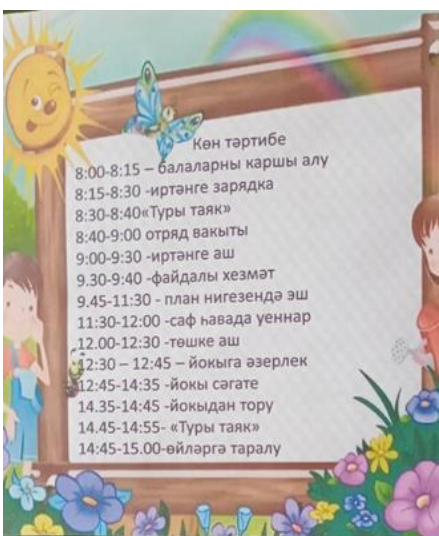 Көн тәртибе
8:00-8:15 – балаларны каршы алу
8:15-8:30 -иртәнге зарядка
8:30-8:40«Туры таяк»
8:40-9:00 отряд вакыты
9:00-9:30 -иртәнге аш
9.30-9:40 -файдалы хезмәт
9.45-11:30 - план нигезендә эш
11:30-12:00 -саф һавада уеннар
12.00-12:30 -төшке аш
12:30 – 12:45 – йокыга әзерлек
12:45-14:35 -йокы сәгате
14.35-14:45 -йокыдан тору
14.45-14:55- «Туры таяк»
14:45-15.00-өйләргә таралу